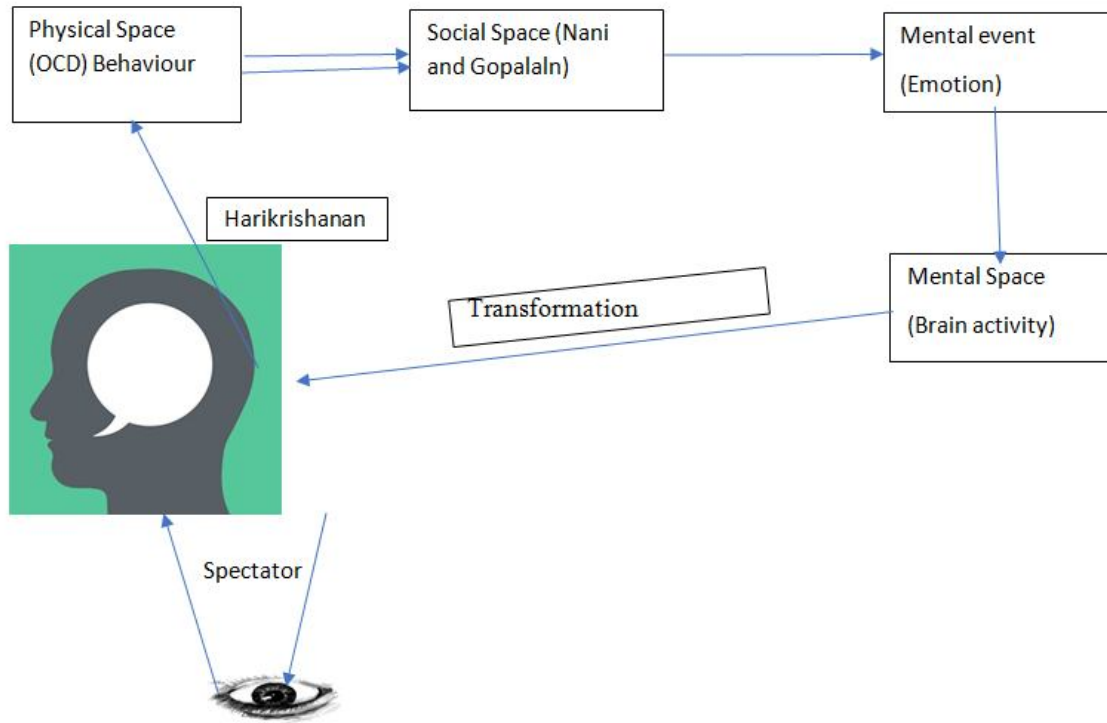 Physical Space
(OCD) Behaviour
Social Space (Nani
and Gopalaln)
Mental event
(Emotion)
Harikrishanan
Mental Space
(Brain activity)
Transformation
Spectator